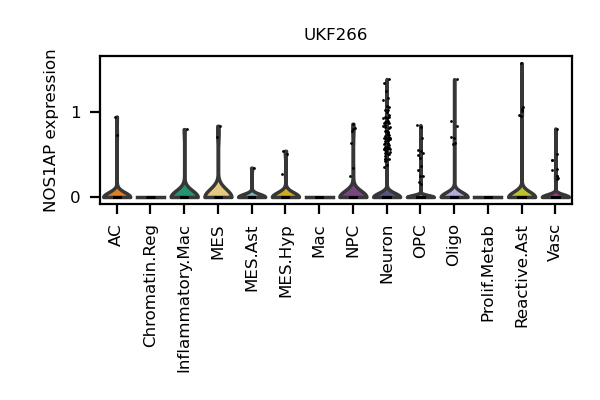 UKF266
NOS1AP expression
1
0
AC
Chromatin.Reg
Inflammatory.Mac
MES
MES.Ast
MES.Hyp
Mac
NPC
Neuron
OPC
Oligo
Prolif.Metab
Reactive.Ast
Vasc